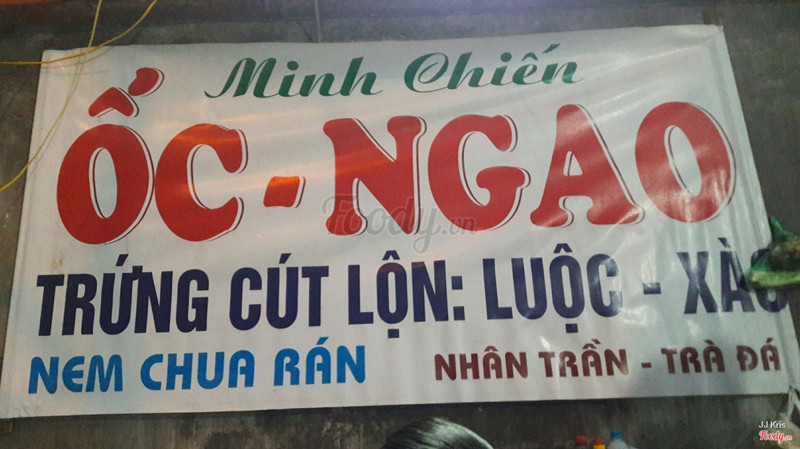 Minh Chiến
ỐC - NGAO
Foody.vn
TRỨNG CÚT LỘN: LUỘC - XÀO
NEM CHUA RÁN
NHÂN TRẦN - TRÀ ĐÁ
JJ Kris
Foody.vn